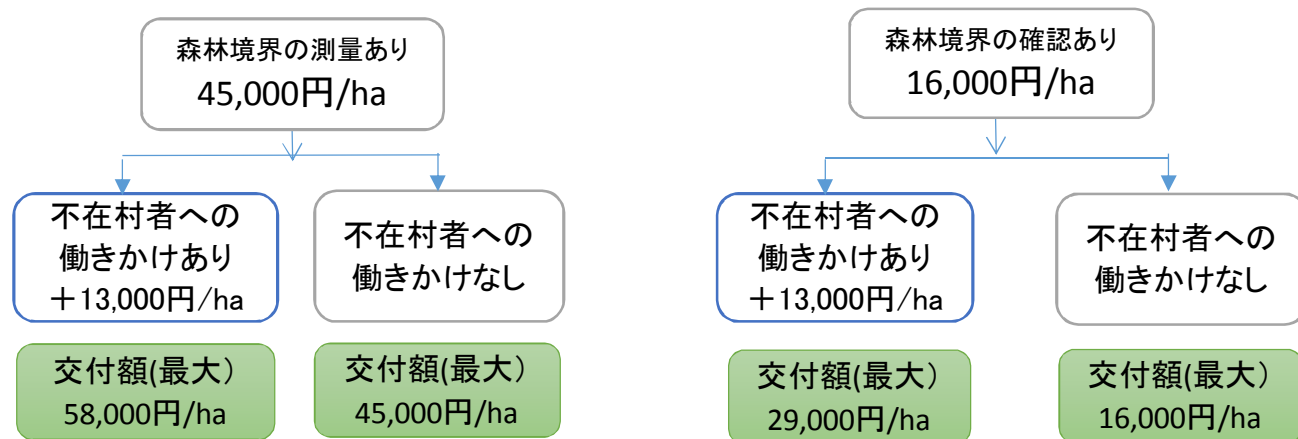 森林境界の測量あり
45,000円/ha
不在村者への
働きかけあり
＋13,000円/ha
不在村者への
働きかけなし
交付額(最大）
58,000円/ha
交付額(最大）
45,000円/ha
森林境界の確認あり
16,000円/ha
不在村者への
働きかけあり
＋13,000円/ha
不在村者への
働きかけなし
交付額(最大）
29,000円/ha
交付額(最大）
16,000円/ha